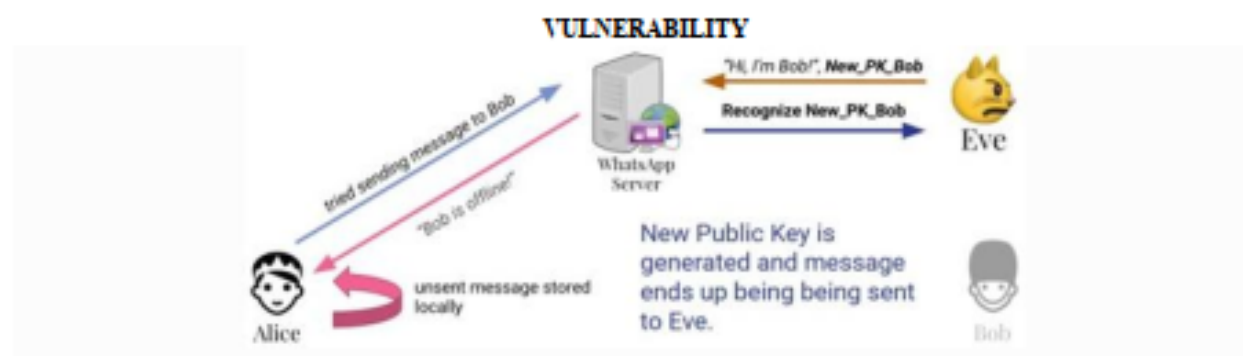 VULNERABILITY
"Hi, I'm Bob!", New_PK_Bob
Recognize New_PK_Bob
Eve
WhatsApp
Server
tried sending message to Bob
"Bob is offline!"
New Public Key is
generated and message
ends up being being sent
to Eve.
unsent message stored
locally
Alice
Bob